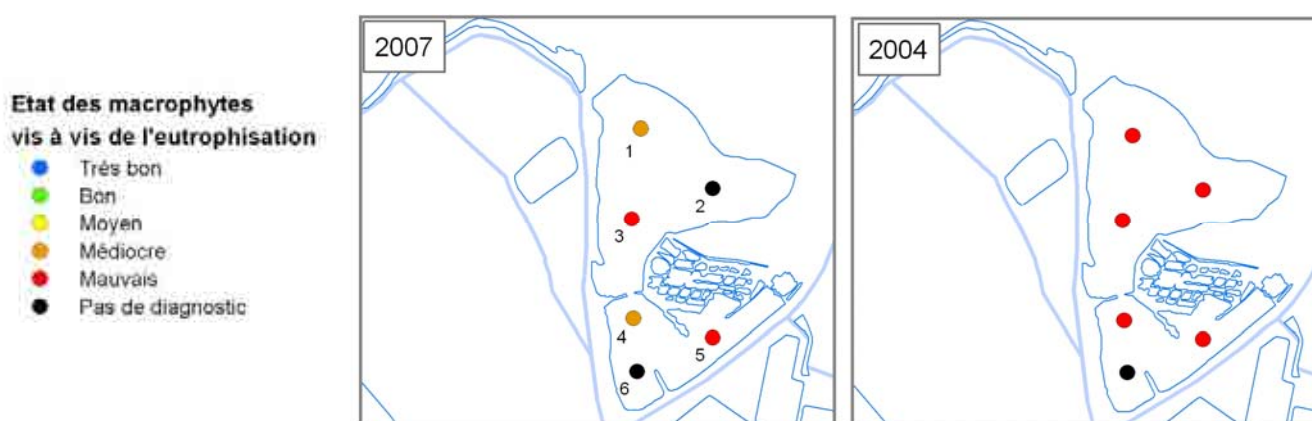 Etat des macrophytes
vis à vis de l'eutrophisation
Très bon
Bon
Moyen
Médiocre
Mauvais
Pas de diagnostic
2007
1
2
3
4
5
6
2004